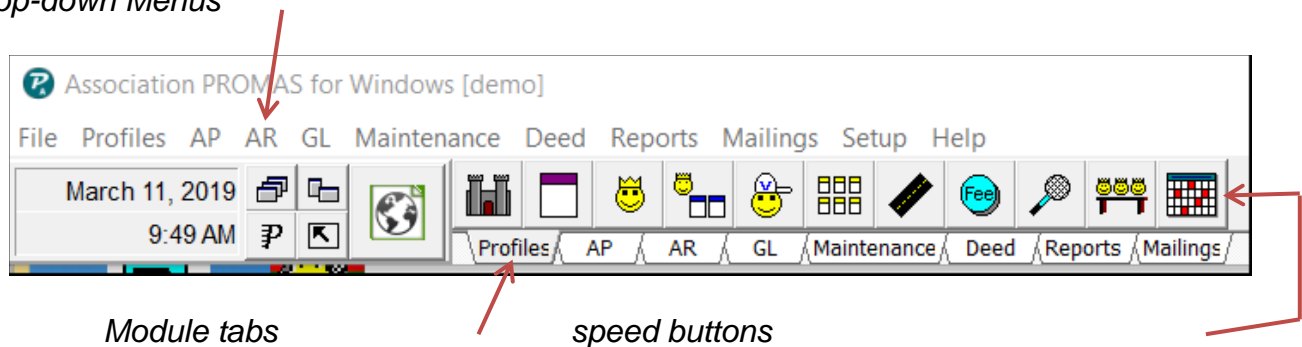 op-down Menus
Association PROMAS for Windows [demo]
File Profiles AP AR GL Maintenance Deed Reports Mailings Setup Help
March 11, 2019
9:49 AM
Fee
Profiles AP AR GL Maintenance Deed Reports Mailings
Module tabs speed buttons